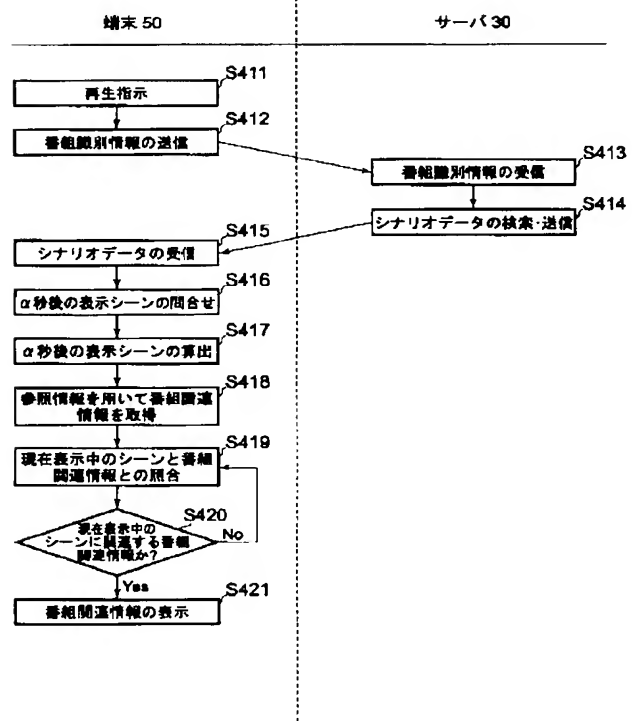 端末 50
サーバ 30
S411
再生指示
S412
番組識別情報の送信
S413
番組識別情報の受信
S414
シナリオデータの検索・送信
S415
シナリオデータの受信
S416
α秒後の表示シーンの問合せ
S417
α秒後の表示シーンの算出
S418
参照情報を用いて番組関連
情報を取得
S419
現在表示中のシーンと番組
関連情報との照合
S420
現在表示中の
シーンに関連する番組
関連情報か?
No
Yes
S421
番組関連情報の表示